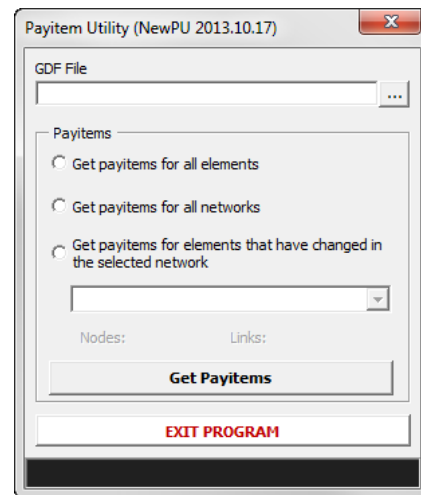 Payitem Utility (NewPU 2013.10.17)
GDF File
...
Payitems
Get payitems for all elements
Get payitems for all networks
Get payitems for elements that have changed in
the selected network
Nodes: Links:
Get Payitems
EXIT PROGRAM